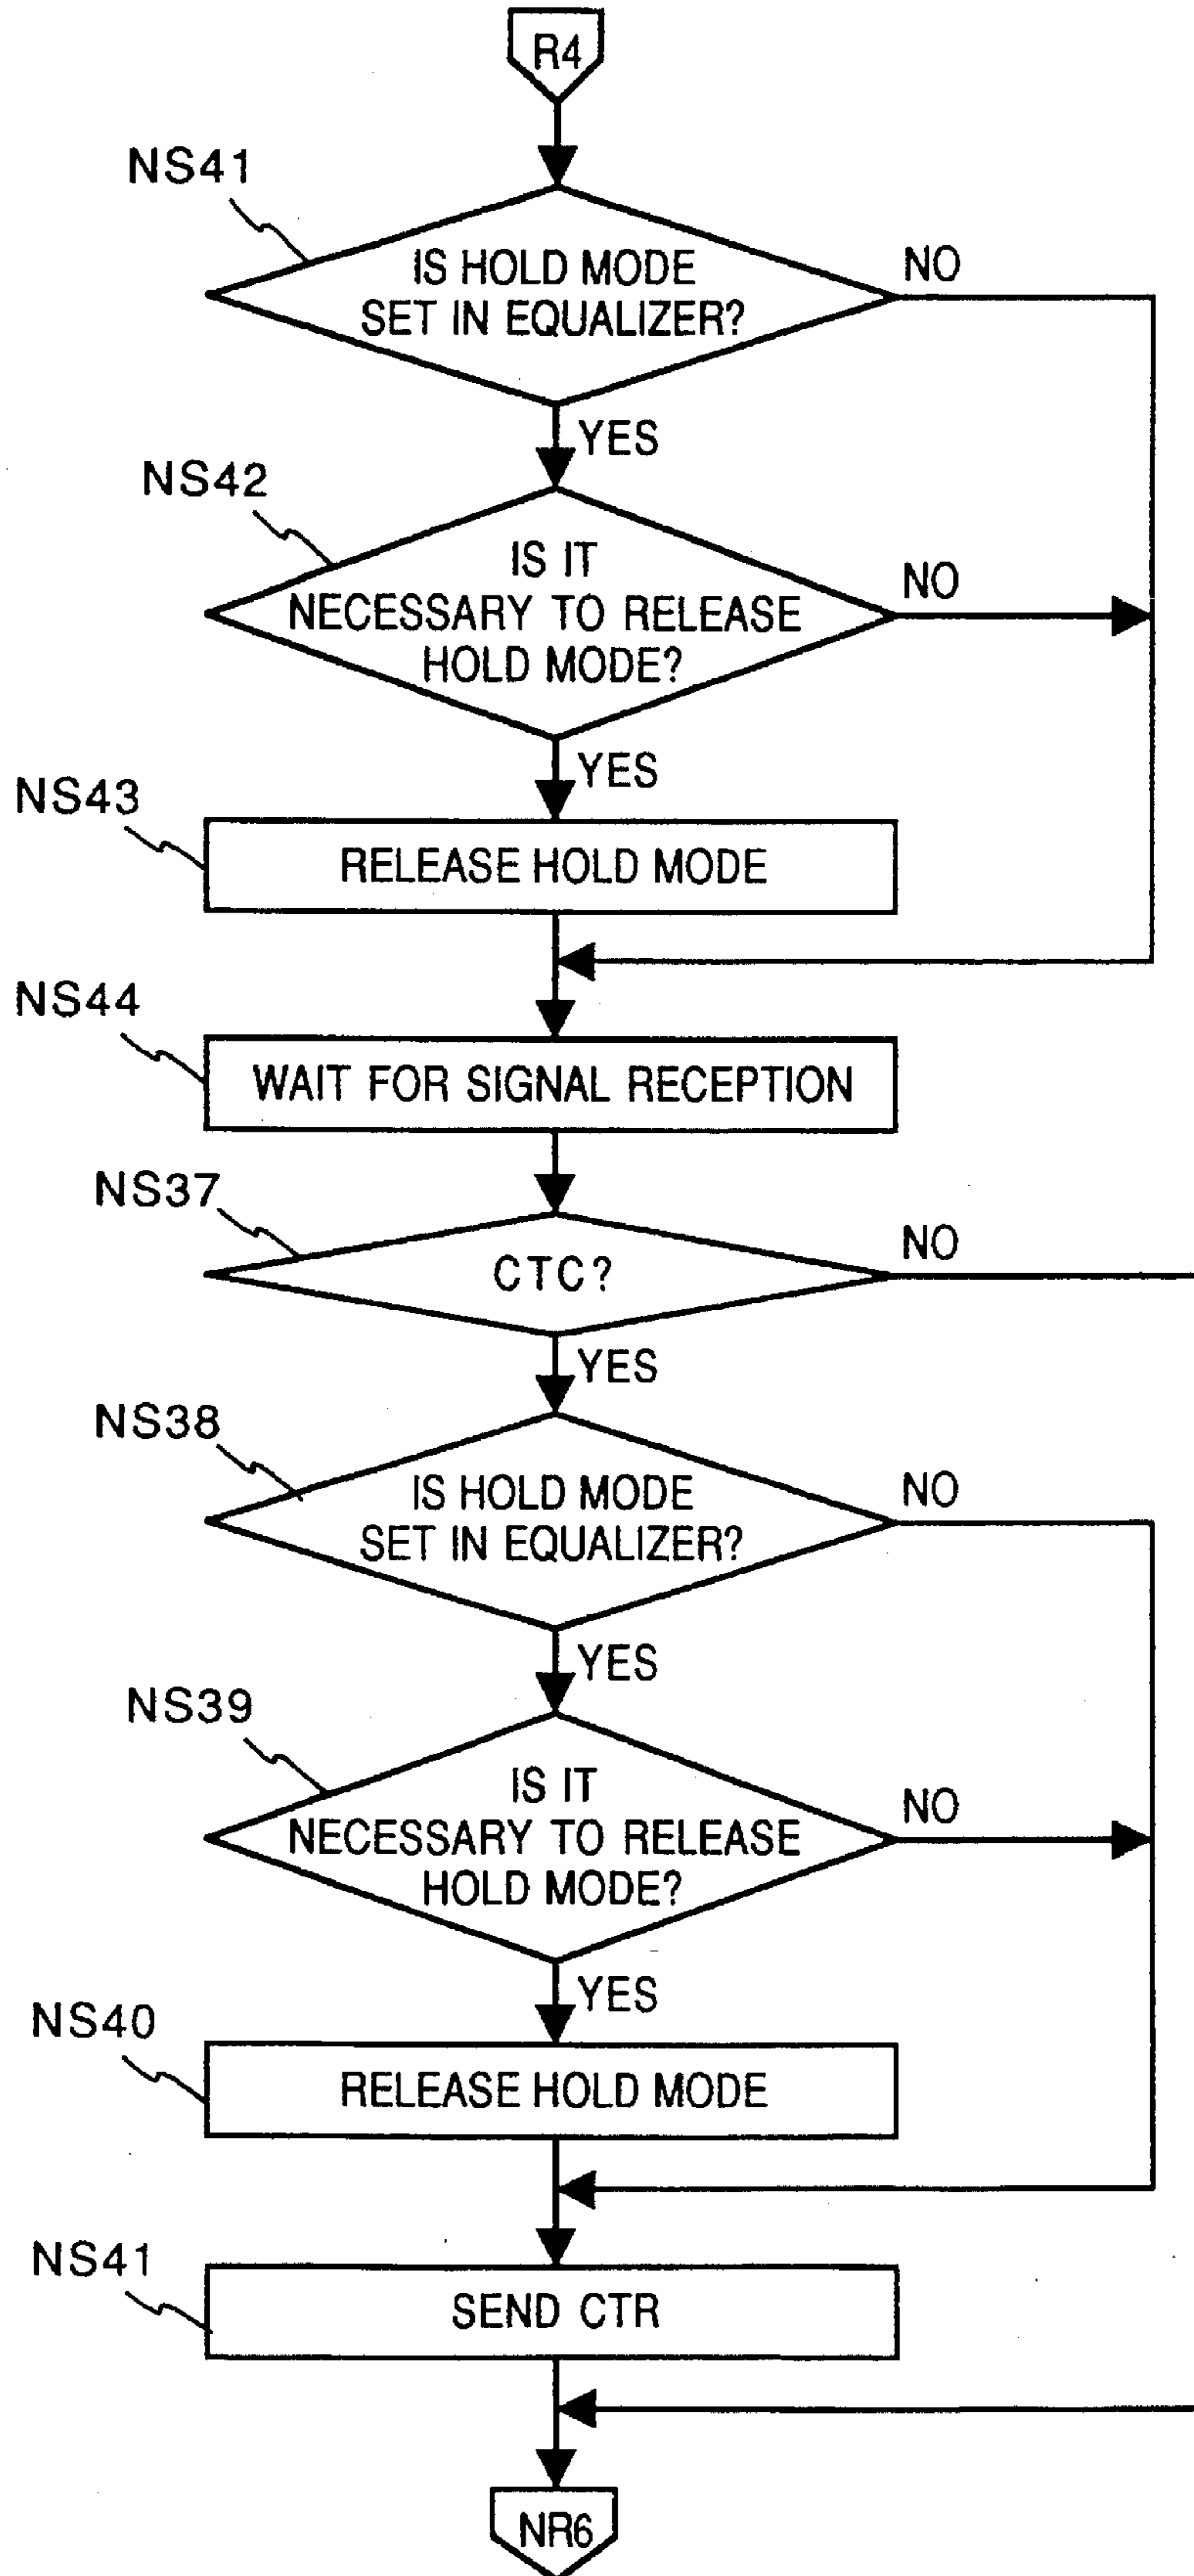 R4
NS41
IS HOLD MODE
SET IN EQUALIZER?
NO
YES
NS42
IS IT
NECESSARY TO RELEASE
HOLD MODE?
NO
YES
NS43
RELEASE HOLD MODE
NS44
WAIT FOR SIGNAL RECEPTION
NS37
CTC?
NO
YES
NS38
IS HOLD MODE
SET IN EQUALIZER?
NO
YES
NS39
IS IT
NECESSARY TO RELEASE
HOLD MODE?
NO
YES
NS40
RELEASE HOLD MODE
NS41
SEND CTR
NR6